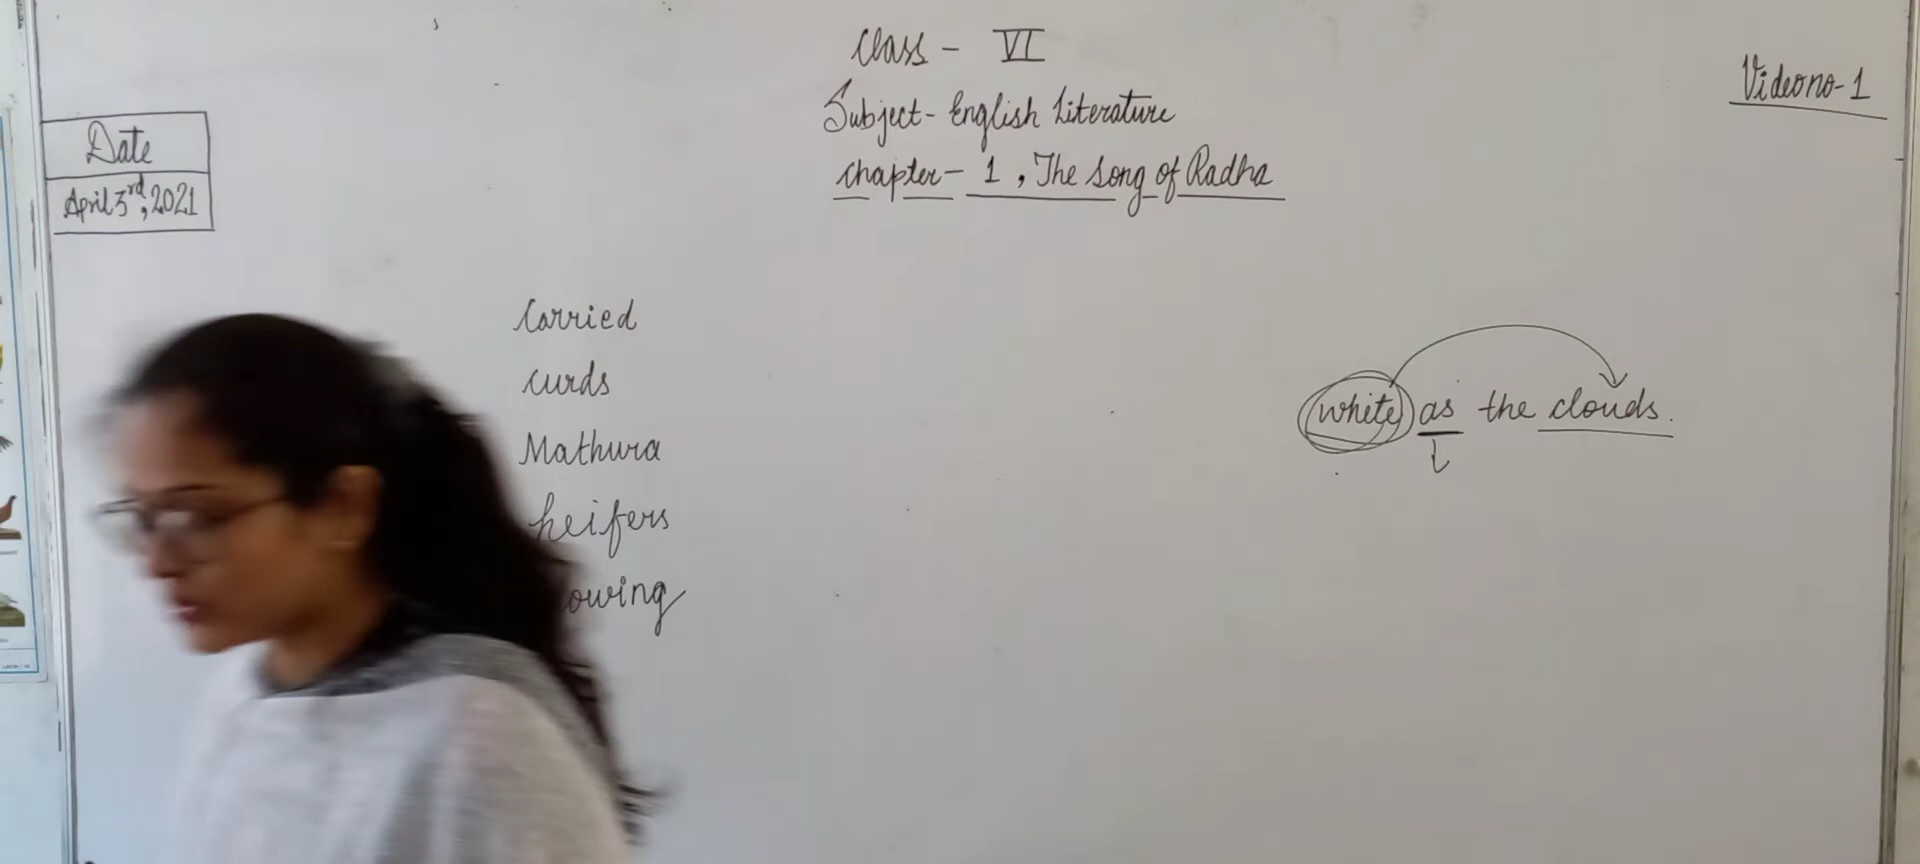 Class - VI
Subject - English Literature
Chapter - 1 , The Song of Radha
Video no - 1
Date
April 3rd, 2021
Carried
curds
Mathura
heifers
white as the clouds.